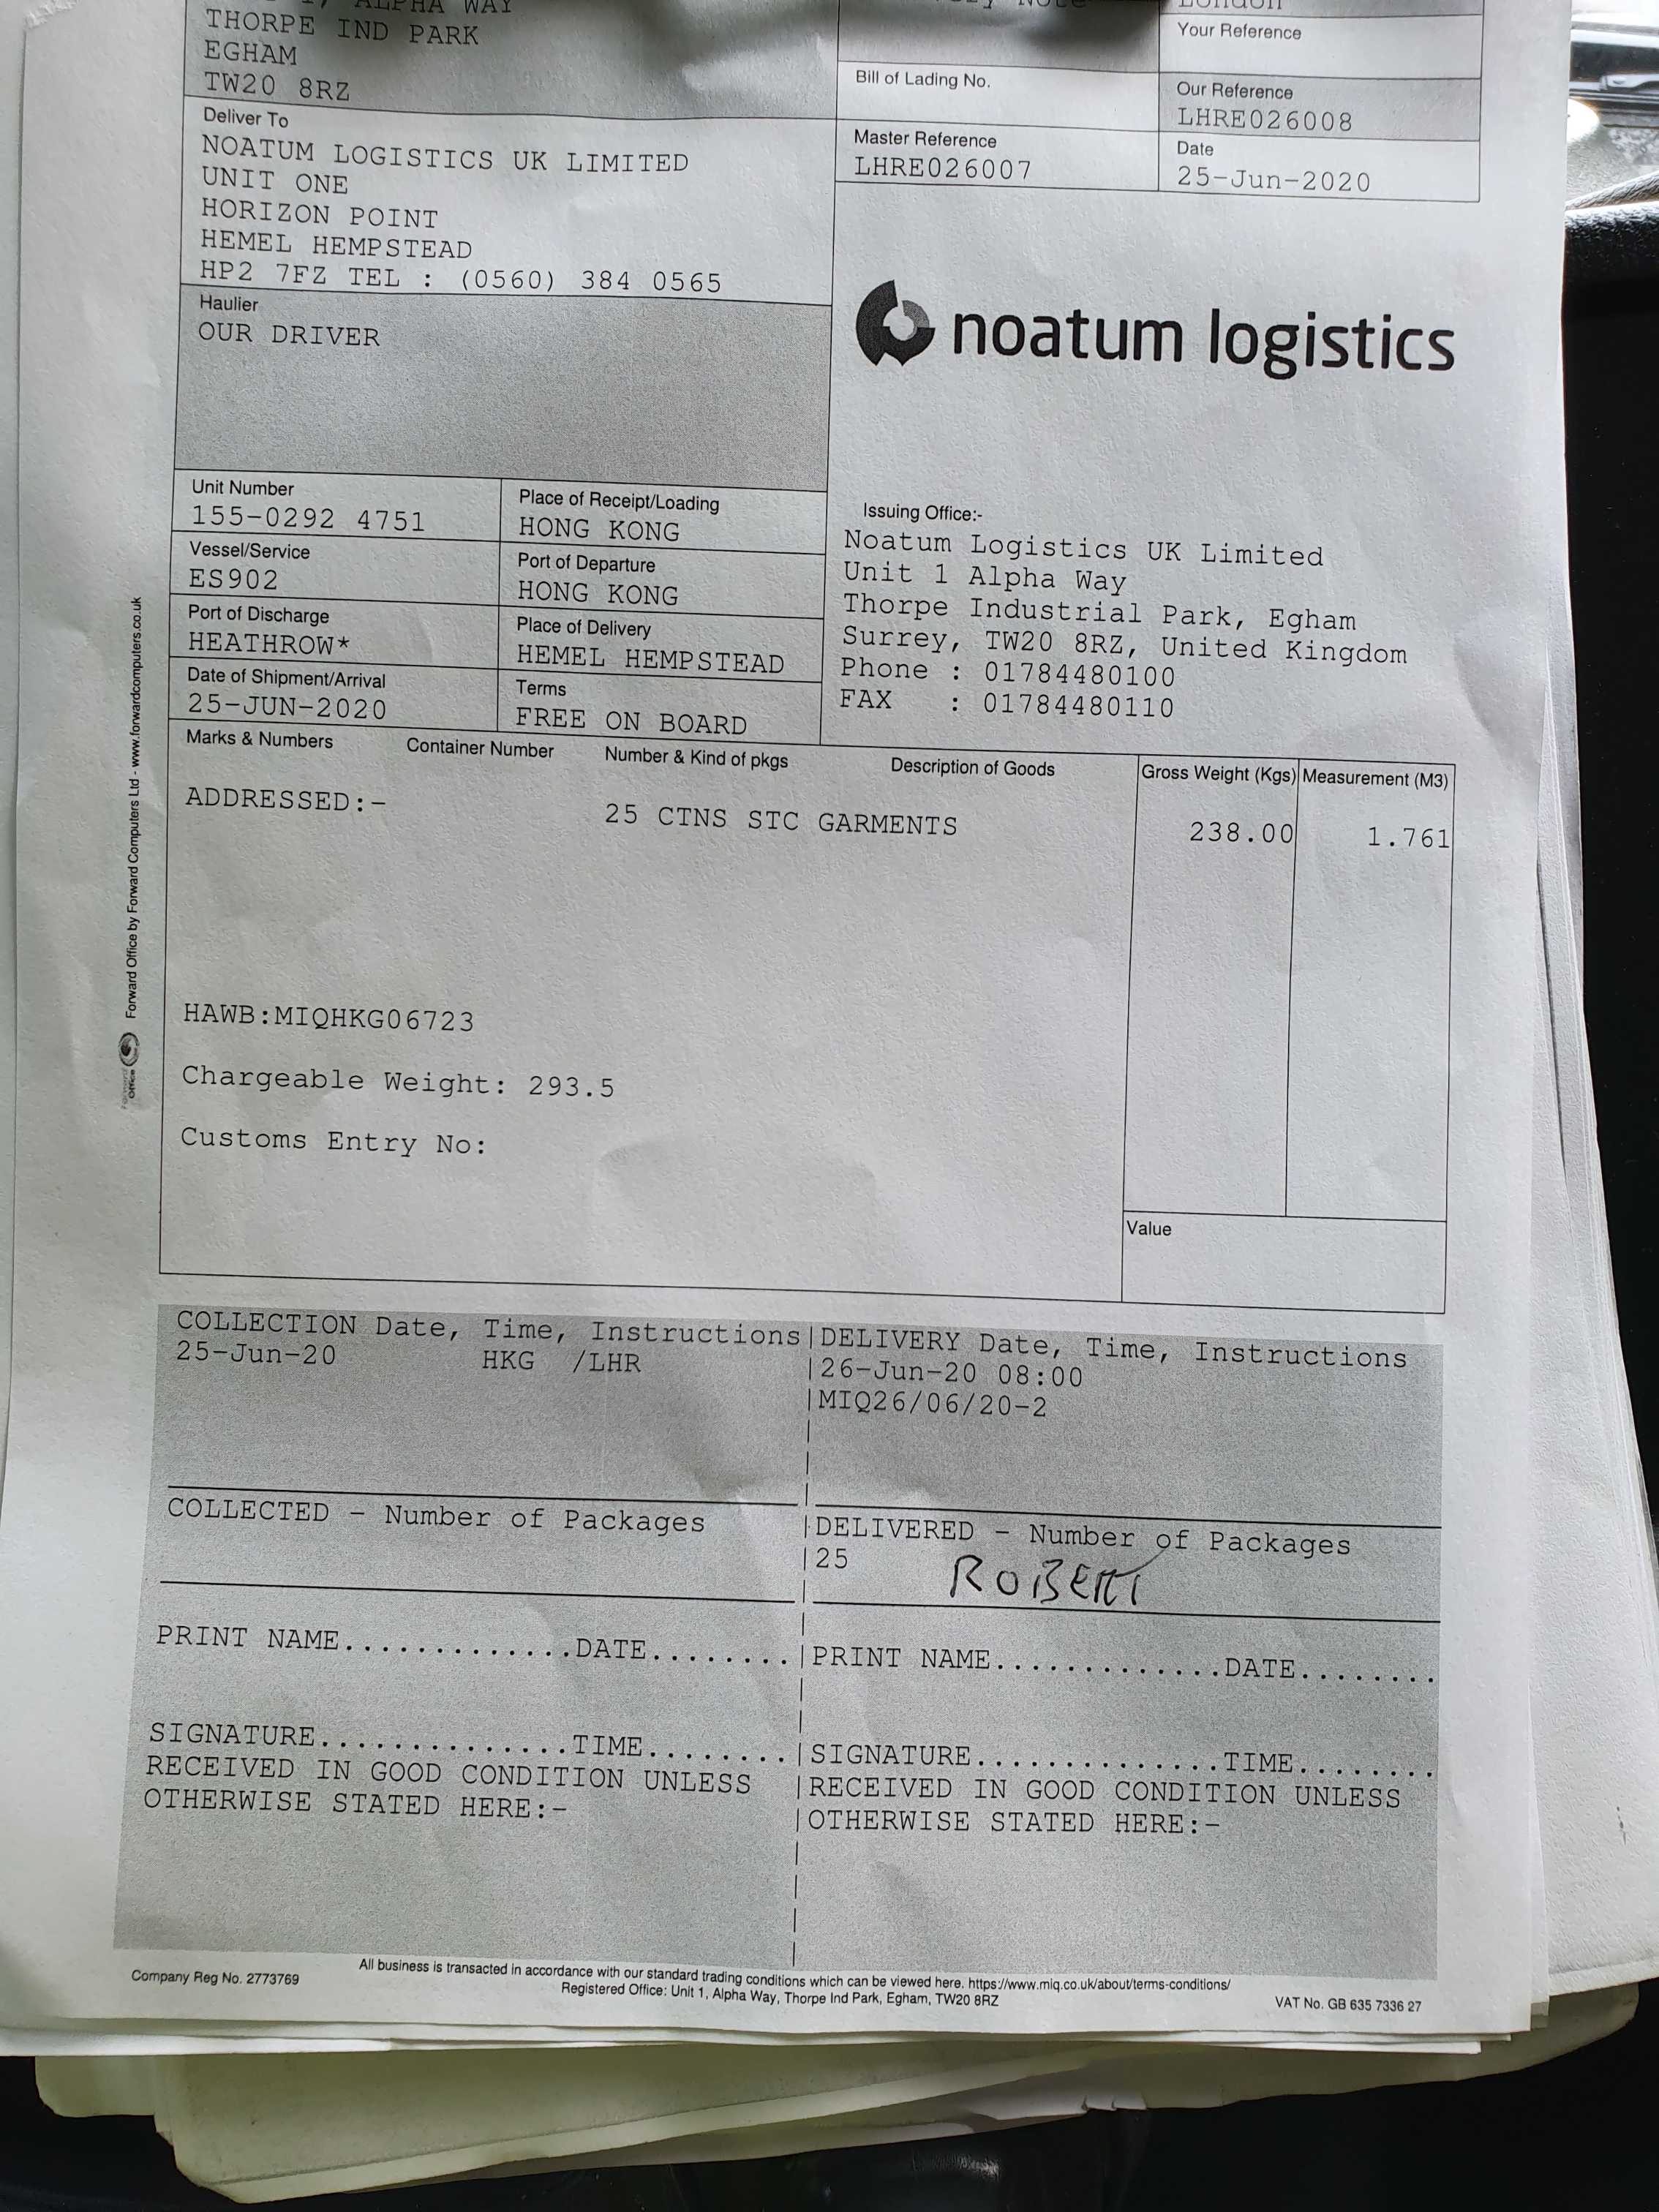 ALPHA WAY
THORPE IND PARK
EGHAM
TW20 8RZ
Note
London
Your Reference
Bill of Lading No.
Our Reference
LHRE026008
Master Reference
LHRE026007
Date
25-Jun-2020
Deliver To
NOATUM LOGISTICS UK LIMITED
UNIT ONE
HORIZON POINT
HEMEL HEMPSTEAD
HP2 7FZ TEL : (0560) 384 0565
Haulier
OUR DRIVER
noatum logistics
Unit Number
155-0292 4751
Place of Receipt/Loading
HONG KONG
Vessel/Service
ES902
Port of Departure
HONG KONG
Port of Discharge
HEATHROW*
Place of Delivery
HEMEL HEMPSTEAD
Date of Shipment/Arrival
25-JUN-2020
Terms
FREE ON BOARD
Issuing Office:-
Noatum Logistics UK Limited
Unit 1 Alpha Way
Thorpe Industrial Park, Egham
Surrey, TW20 8RZ, United Kingdom
Phone : 01784480100
FAX : 01784480110
Marks & Numbers Container Number Number & Kind of pkgs Description of Goods Gross Weight (Kgs) Measurement (M3)
ADDRESSED:- 25 CTNS STC GARMENTS 238.00 1.761
HAWB:MIQHKG06723
Chargeable Weight: 293.5
Customs Entry No:
Value
Forward Office by Forward Computers Ltd - www.forwardcomputers.co.uk
Forward
Office
COLLECTION Date, Time, Instructions|DELIVERY Date, Time, Instructions
25-Jun-20 HKG /LHR |26-Jun-20 08:00
|MIQ26/06/20-2
COLLECTED - Number of Packages |DELIVERED - Number of Packages
|25 ROBERT
PRINT NAME.............DATE........|PRINT NAME.............DATE........
SIGNATURE..............TIME........|SIGNATURE..............TIME........
RECEIVED IN GOOD CONDITION UNLESS |RECEIVED IN GOOD CONDITION UNLESS
OTHERWISE STATED HERE:- |OTHERWISE STATED HERE:-
Company Reg No. 2773769
All business is transacted in accordance with our standard trading conditions which can be viewed here. https://www.miq.co.uk/about/terms-conditions/
Registered Office: Unit 1, Alpha Way, Thorpe Ind Park, Egham, TW20 8RZ
VAT No. GB 635 7336 27